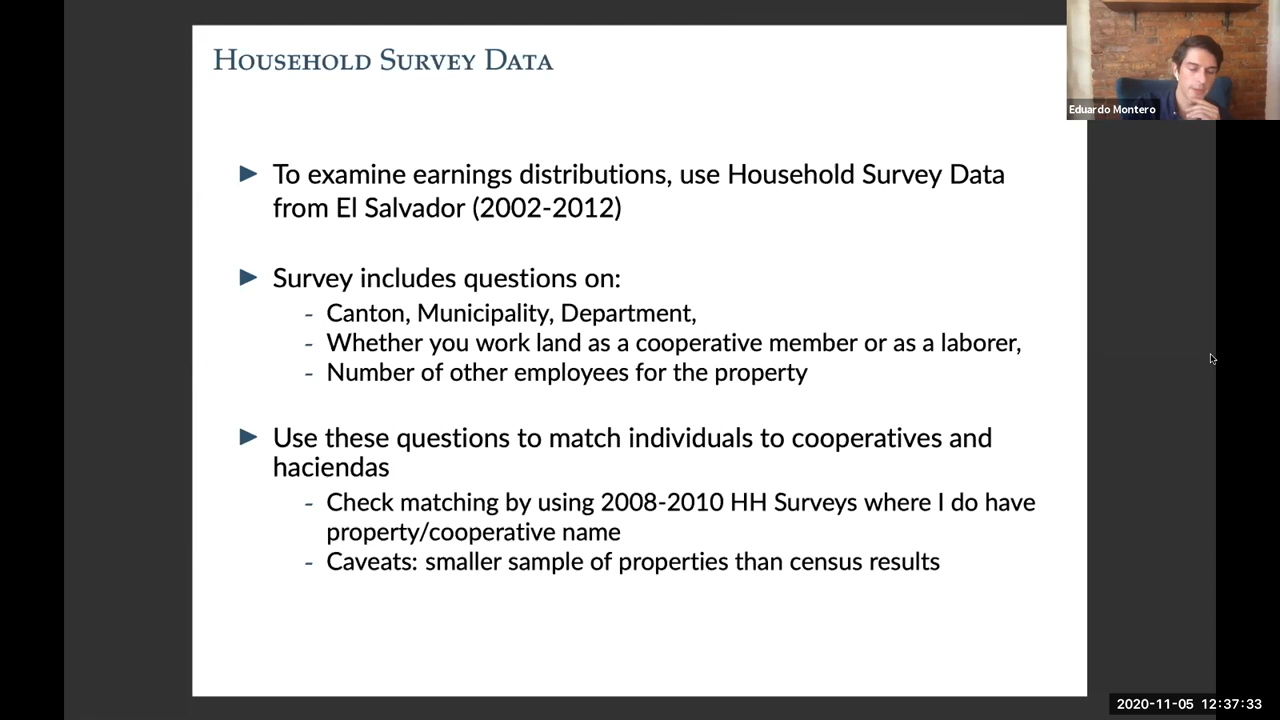 Household Survey Data
Eduardo Montero
► To examine earnings distributions, use Household Survey Data
from El Salvador (2002-2012)
► Survey includes questions on:
- Canton, Municipality, Department,
- Whether you work land as a cooperative member or as a laborer,
- Number of other employees for the property
► Use these questions to match individuals to cooperatives and
haciendas
- Check matching by using 2008-2010 HH Surveys where I do have
property/cooperative name
- Caveats: smaller sample of properties than census results
2020-11-05 12:37:33